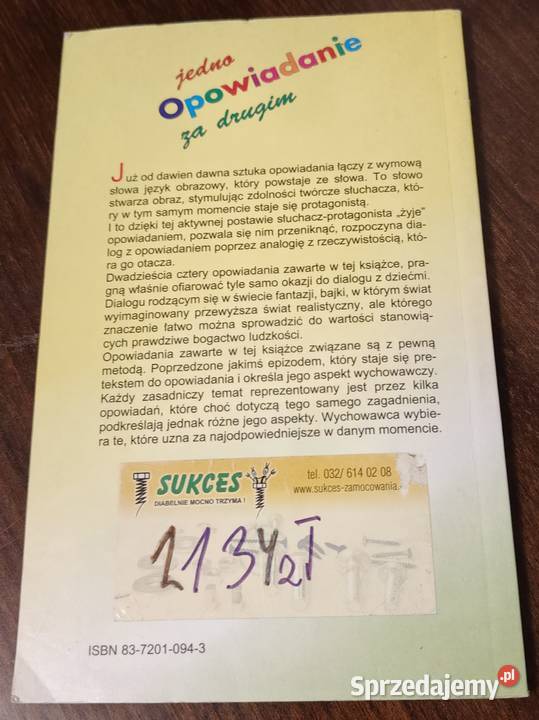 jedno
Opowiadanie
za drugim
Już od dawien dawna sztuka opowiadania łączy z wymową
słowa język obrazowy, który powstaje ze słowa. To słowo
stwarza obraz, stymulując zdolności twórcze słuchacza, któ-
ry w tym samym momencie staje się protagonistą.
I to dzięki tej aktywnej postawie słuchacz-protagonista „żyje”
opowiadaniem, pozwala się nim przeniknąć, rozpoczyna dia-
log z opowiadaniem poprzez analogię z rzeczywistością, któ-
ra go otacza.
Dwadzieścia cztery opowiadania zawarte w tej książce, pra-
gną właśnie ofiarować tyle samo okazji do dialogu z dziećmi.
Dialogu rodzącym się w świecie fantazji, bajki, w którym świat
wyimaginowany przewyższa świat realistyczny, ale którego
znaczenie łatwo można sprowadzić do wartości stanowią-
cych prawdziwe bogactwo ludzkości.
Opowiadania zawarte w tej książce związane są z pewną
metodą. Poprzedzone jakimś epizodem, który staje się pre-
tekstem do opowiadania i określa jego aspekt wychowawczy.
Każdy zasadniczy temat reprezentowany jest przez kilka
opowiadań, które choć dotyczą tego samego zagadnienia,
podkreślają jednak różne jego aspekty. Wychowawca wybie-
ra te, które uzna za najodpowiedniejsze w danym momencie.
SUKCES
DIABELNIE MOCNO TRZYMA !
tel. 032/ 614 02 08
www.sukces-zamocowania.
ISBN 83-7201-094-3
Sprzedajemy.pl